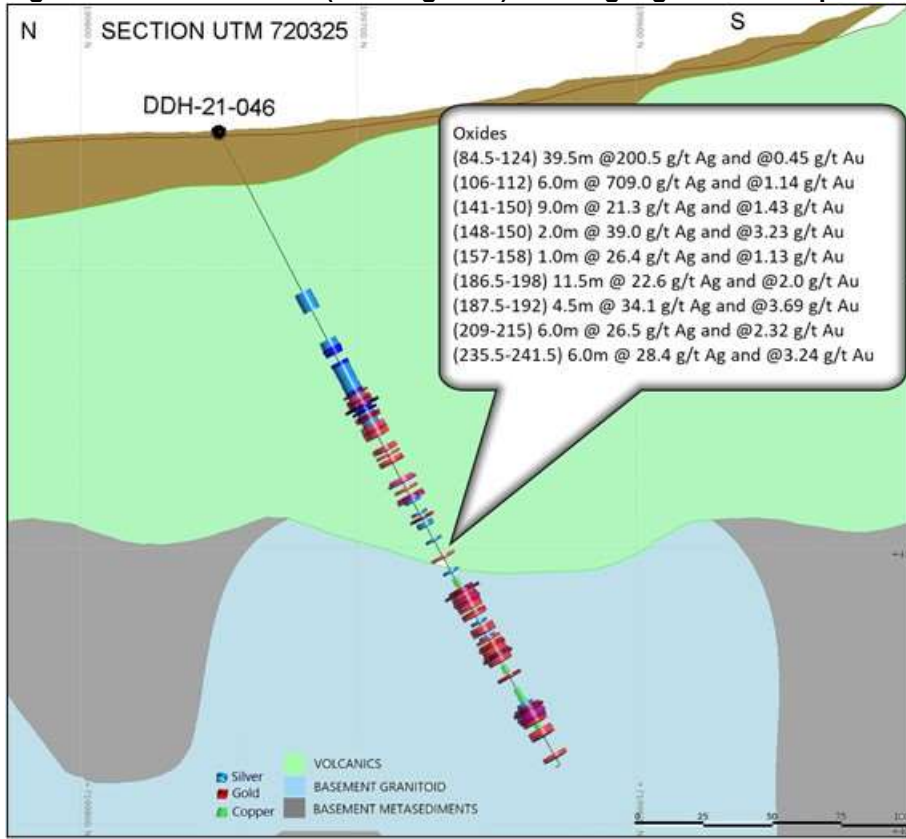 N SECTION UTM 720325 S
DDH-21-046
Oxides
(84.5-124) 39.5m @200.5 g/t Ag and @0.45 g/t Au
(106-112) 6.0m @ 709.0 g/t Ag and @1.14 g/t Au
(141-150) 9.0m @ 21.3 g/t Ag and @1.43 g/t Au
(148-150) 2.0m @ 39.0 g/t Ag and @3.23 g/t Au
(157-158) 1.0m @ 26.4 g/t Ag and @1.13 g/t Au
(186.5-198) 11.5m @ 22.6 g/t Ag and @2.0 g/t Au
(187.5-192) 4.5m @ 34.1 g/t Ag and @3.69 g/t Au
(209-215) 6.0m @ 26.5 g/t Ag and @2.32 g/t Au
(235.5-241.5) 6.0m @ 28.4 g/t Ag and @3.24 g/t Au
Silver
Gold
Copper
VOLCANICS
BASEMENT GRANITOID
BASEMENT METASEDIMENTS
0 25 50 75